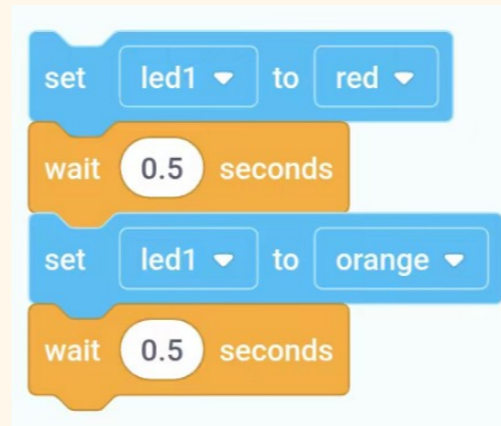 set led1 to red
wait 0.5 seconds
set led1 to orange
wait 0.5 seconds